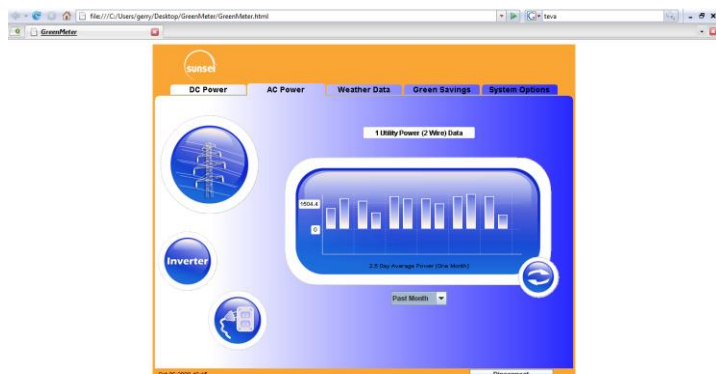 file:///C:/Users/gerry/Desktop/GreenMeter/GreenMeter.html
teva
GreenMeter
sunsei
DC Power AC Power Weather Data Green Savings System Options
1 Utility Power (2 Wire) Data
1604.4
0
2.5 Day Average Power (One Month)
Inverter
Past Month
Disconnect